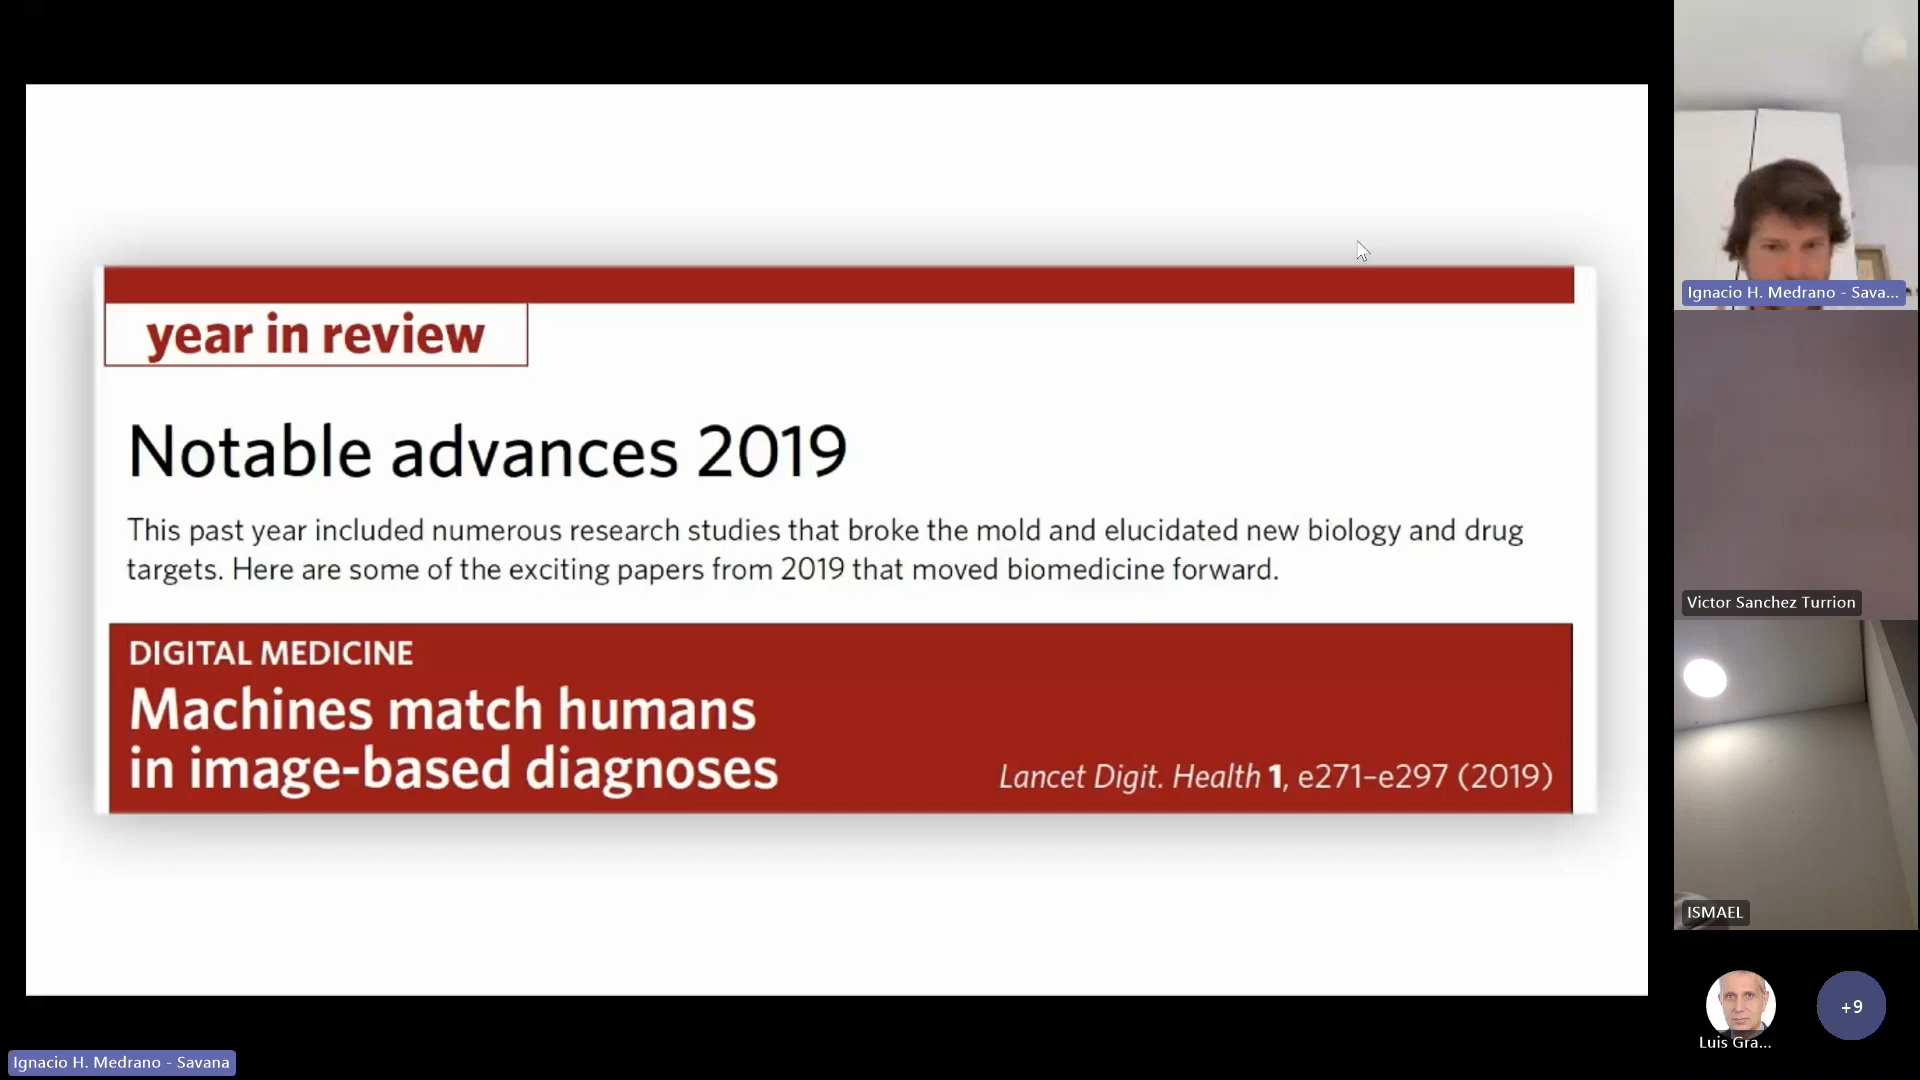 year in review
Notable advances 2019
This past year included numerous research studies that broke the mold and elucidated new biology and drug
targets. Here are some of the exciting papers from 2019 that moved biomedicine forward.
DIGITAL MEDICINE
Machines match humans
in image-based diagnoses
Lancet Digit. Health 1, e271–e297 (2019)
Ignacio H. Medrano - Sava...
Victor Sanchez Turrion
ISMAEL
Luis Gra...
+9
Ignacio H. Medrano - Savana